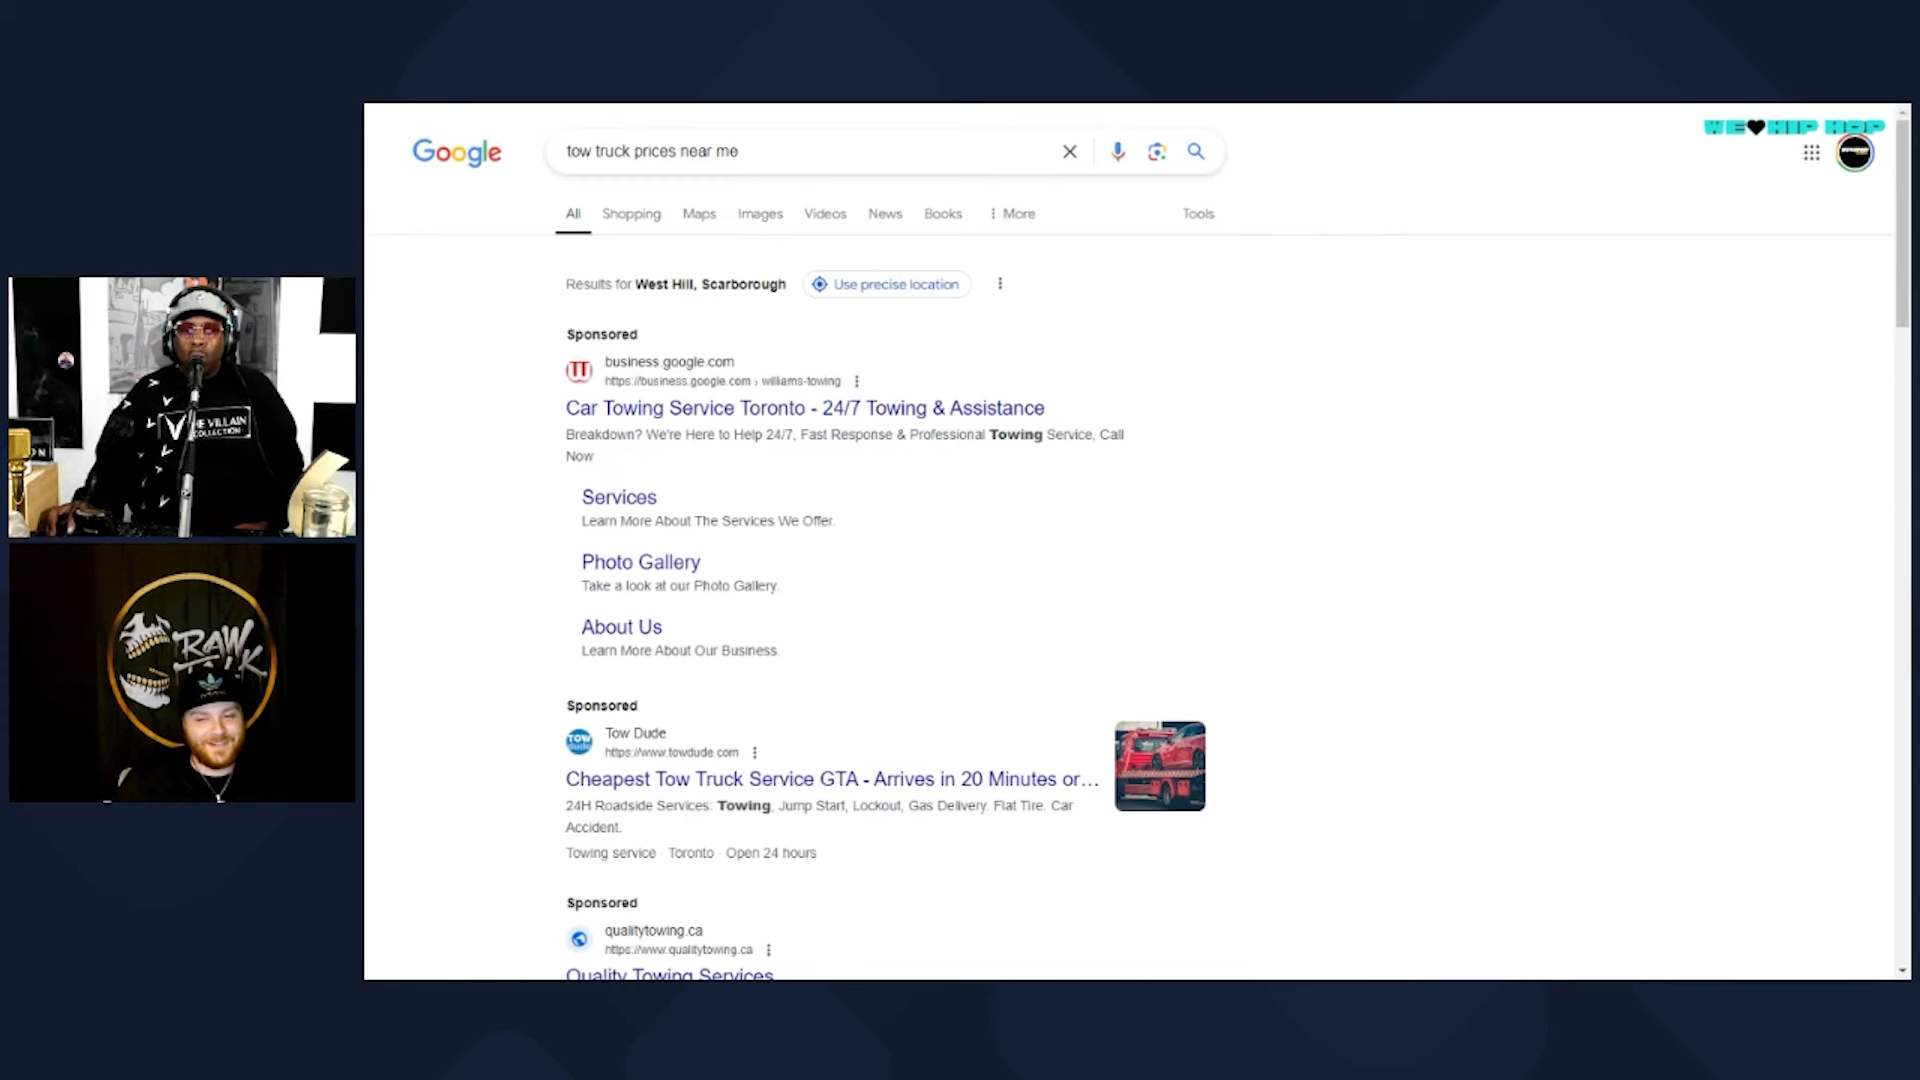 Google
tow truck prices near me
WE HIP HOP
All
Shopping
Maps
Images
Videos
News
Books
More
Tools
Results for West Hill, Scarborough
Use precise location
Sponsored
business.google.com
https://business.google.com › williams-towing
Car Towing Service Toronto - 24/7 Towing & Assistance
Breakdown? We're Here to Help 24/7, Fast Response & Professional Towing Service, Call
Now
Services
Learn More About The Services We Offer.
Photo Gallery
Take a look at our Photo Gallery.
About Us
Learn More About Our Business.
Sponsored
TOW
dude
Tow Dude
https://www.towdude.com
Cheapest Tow Truck Service GTA - Arrives in 20 Minutes or...
24H Roadside Services: Towing, Jump Start, Lockout, Gas Delivery. Flat Tire. Car
Accident.
Towing service · Toronto · Open 24 hours
Sponsored
qualitytowing.ca
https://www.qualitytowing.ca
Quality Towing Services
THE VILLAIN
COLLECTION
RAW